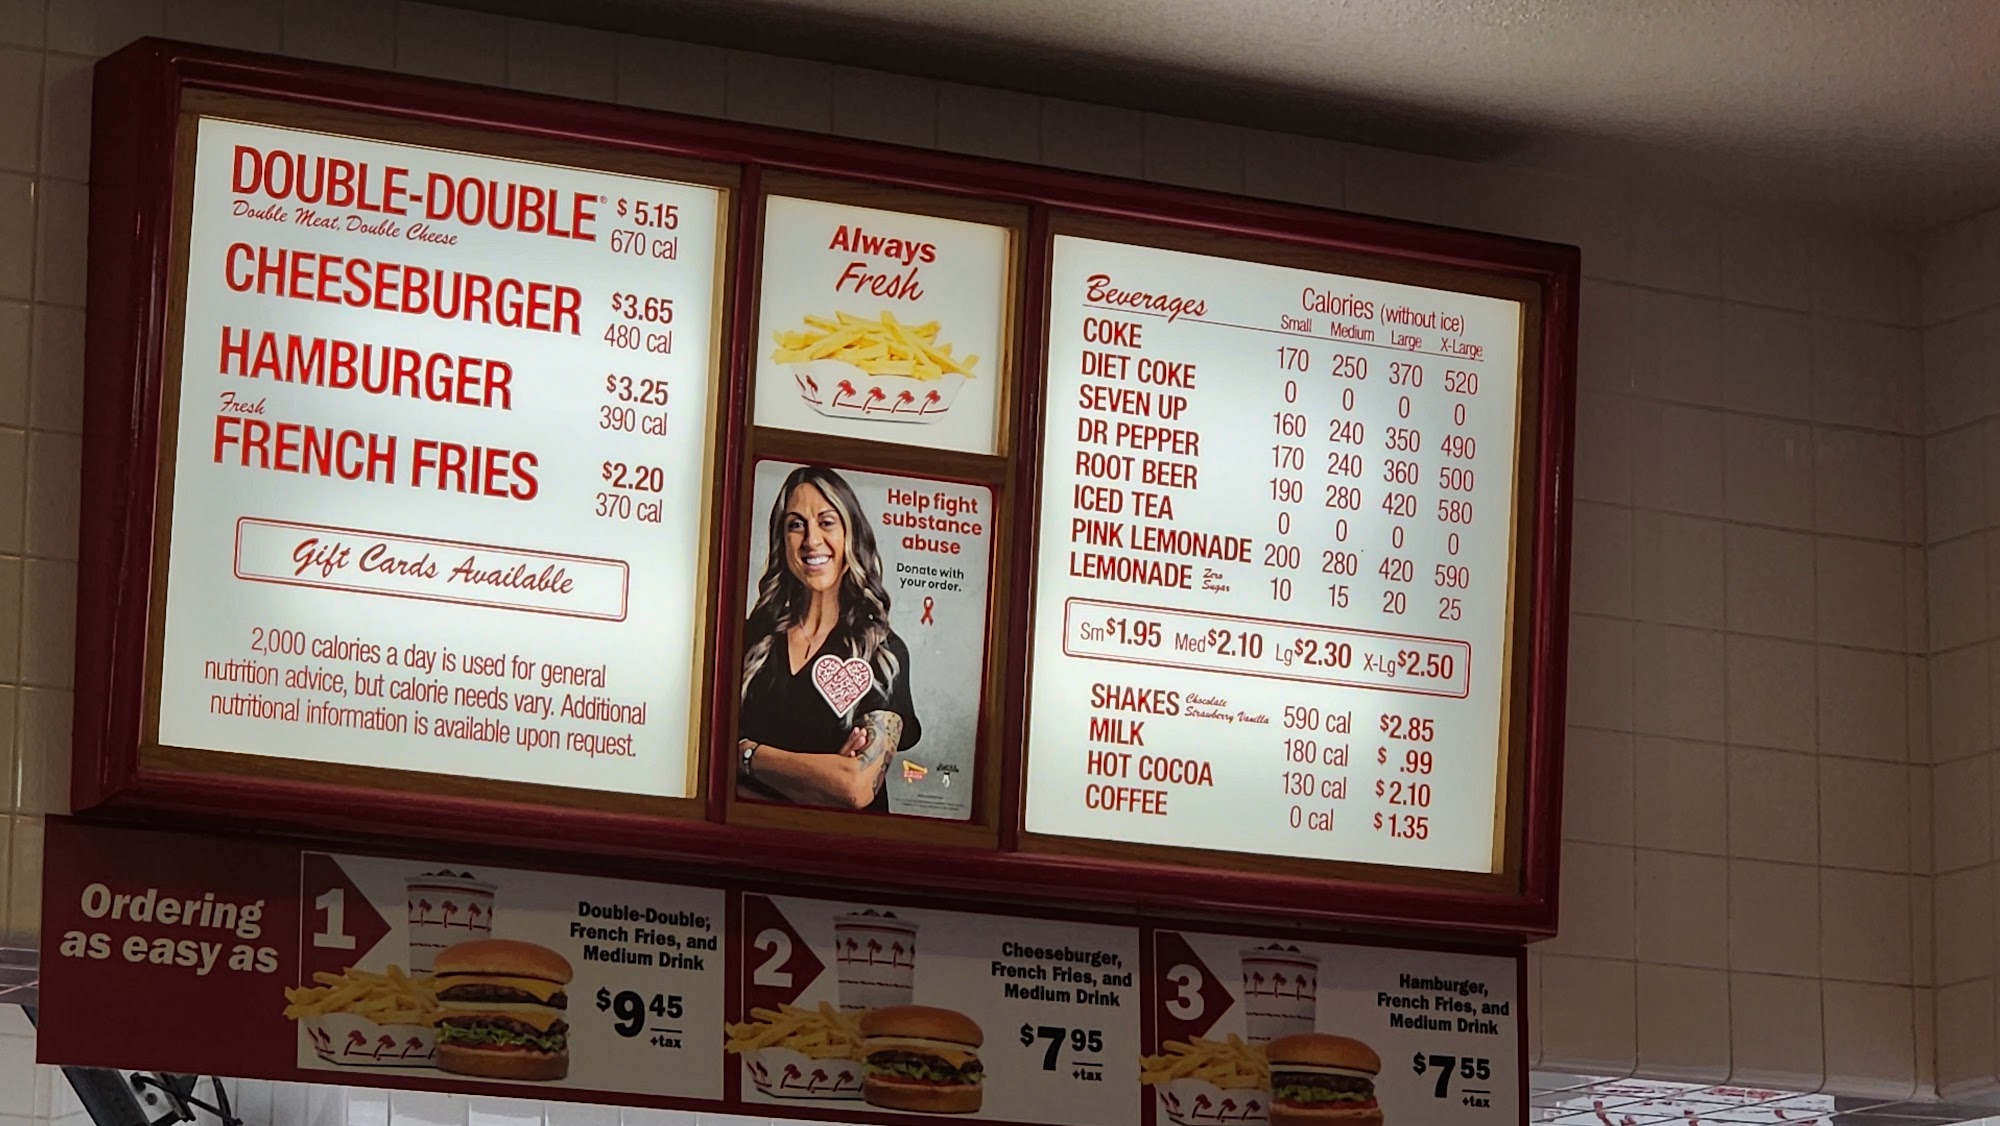 DOUBLE-DOUBLE® $5.15
Double Meat, Double Cheese 670 cal
CHEESEBURGER $3.65
480 cal
HAMBURGER $3.25
390 cal
Fresh
FRENCH FRIES $2.20
370 cal
Gift Cards Available
2,000 calories a day is used for general
nutrition advice, but calorie needs vary. Additional
nutritional information is available upon request.
Always
Fresh
Help fight
substance
abuse
Donate with
your order.
Beverages Calories (without ice)
Small Medium Large X-Large
COKE 170 250 370 520
DIET COKE 0 0 0 0
SEVEN UP 160 240 350 490
DR PEPPER 170 240 360 500
ROOT BEER 190 280 420 580
ICED TEA 0 0 0 0
PINK LEMONADE 200 280 420 590
LEMONADE Zero Sugar 10 15 20 25
Sm $1.95 Med $2.10 Lg $2.30 X-Lg $2.50
SHAKES Chocolate Strawberry Vanilla 590 cal $2.85
MILK 180 cal $ .99
HOT COCOA 130 cal $2.10
COFFEE 0 cal $1.35
Ordering
as easy as
1
Double-Double,
French Fries, and
Medium Drink
$9 45
+tax
2
Cheeseburger,
French Fries, and
Medium Drink
$7 95
+tax
3
Hamburger,
French Fries, and
Medium Drink
$7 55
+tax